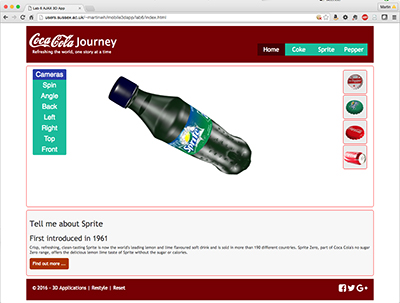 Lab 6 AJAX 3D App
Martin
users.sussex.ac.uk/~martinwh/mobile3dapp/lab6/index.html
Coca-Cola Journey
Refreshing the world, one story at a time
Home Coke Sprite Pepper
Cameras
Spin
Angle
Back
Left
Right
Top
Front
Sprite
Tell me about Sprite
First introduced in 1961
Crisp, refreshing, clean-tasting Sprite is now the world's leading lemon and lime flavoured soft drink and is sold in more than 190 different countries. Sprite Zero, part of Coca Cola's no sugar
Zero-range, offers the delicious lemon lime taste of Sprite without the sugar or calories.
Find out more ...
© 2016 - 3D Applications | Restyle | Reset